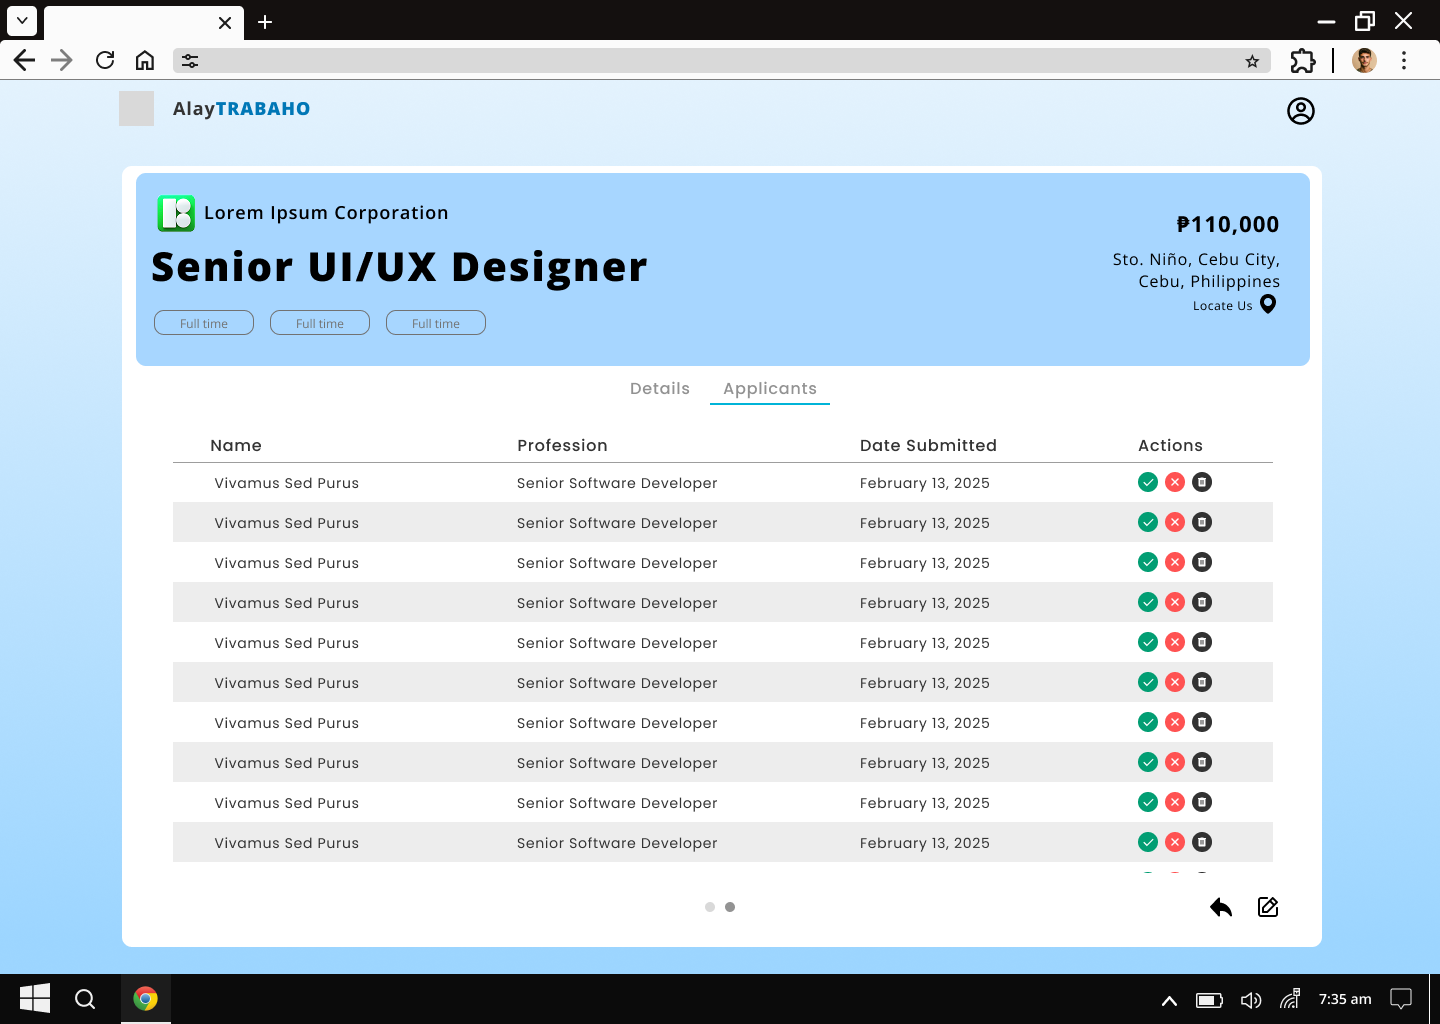 AlayTRABAHO
Lorem Ipsum Corporation
Senior UI/UX Designer
Full time Full time Full time
₱110,000
Sto. Niño, Cebu City,
Cebu, Philippines
Locate Us
Details Applicants
Name Profession Date Submitted Actions
Vivamus Sed Purus Senior Software Developer February 13, 2025
Vivamus Sed Purus Senior Software Developer February 13, 2025
Vivamus Sed Purus Senior Software Developer February 13, 2025
Vivamus Sed Purus Senior Software Developer February 13, 2025
Vivamus Sed Purus Senior Software Developer February 13, 2025
Vivamus Sed Purus Senior Software Developer February 13, 2025
Vivamus Sed Purus Senior Software Developer February 13, 2025
Vivamus Sed Purus Senior Software Developer February 13, 2025
Vivamus Sed Purus Senior Software Developer February 13, 2025
Vivamus Sed Purus Senior Software Developer February 13, 2025
7:35 am